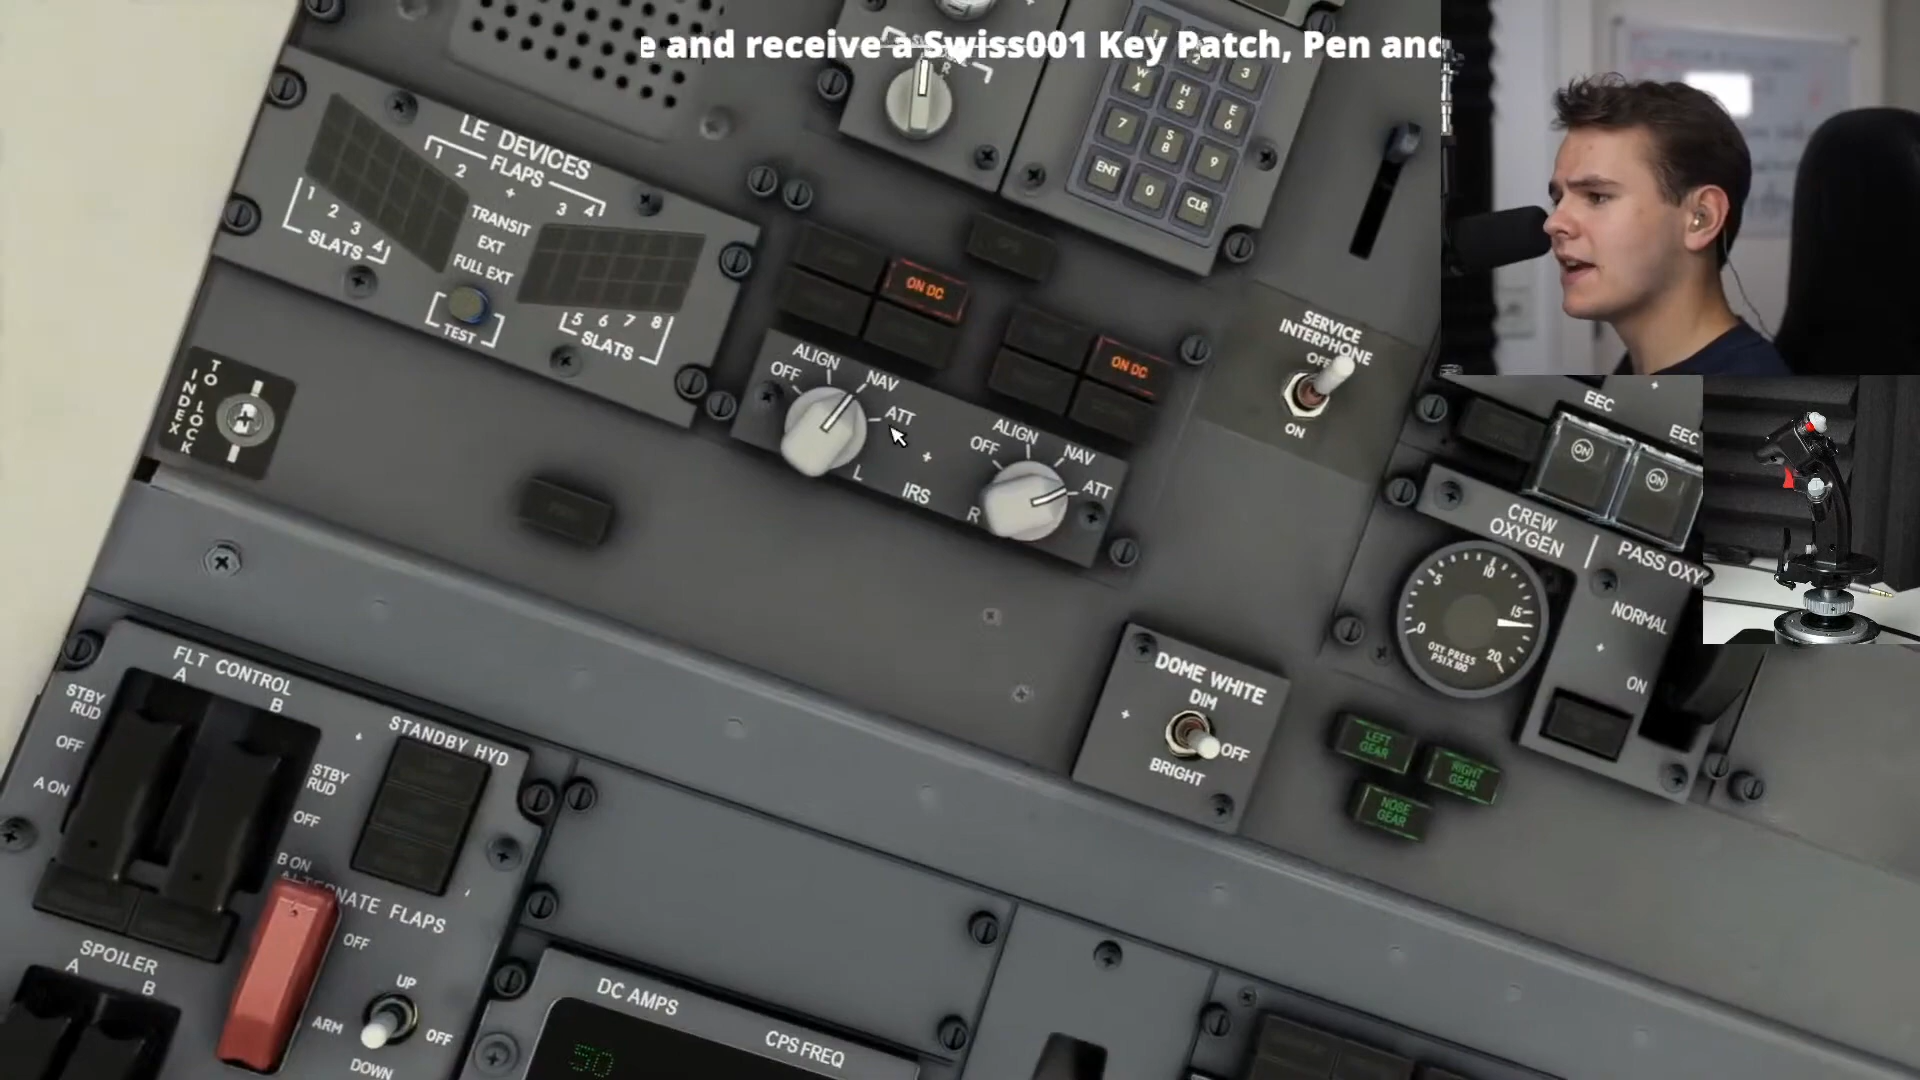 e and receive a Swiss001 Key Patch, Pen and
3
W
4
H
5
E
6
7
S
8
9
ENT
0
CLR
LE DEVICES
FLAPS
1
2
3
4
TRANSIT
EXT
FULL EXT
1
2
3
4
SLATS
TEST
5 6 7 8
SLATS
TO LOCK
INDEX
ON DC
ON DC
OFF
ALIGN
NAV
ATT
L
IRS
OFF
ALIGN
NAV
ATT
R
SERVICE
INTERPHONE
OFF
ON
EEC
EEC
ON
ON
CREW
OXYGEN
PASS OXY
NORMAL
ON
0
5
10
15
20
OXY PRESS
PSI X 100
DOME WHITE
DIM
OFF
BRIGHT
LEFT
GEAR
RIGHT
GEAR
NOSE
GEAR
FLT CONTROL
A
B
STBY
RUD
OFF
A ON
STBY
RUD
OFF
B ON
STANDBY HYD
ALTERNATE FLAPS
OFF
UP
ARM
OFF
DOWN
SPOILER
A
B
DC AMPS
CPS FREQ
50